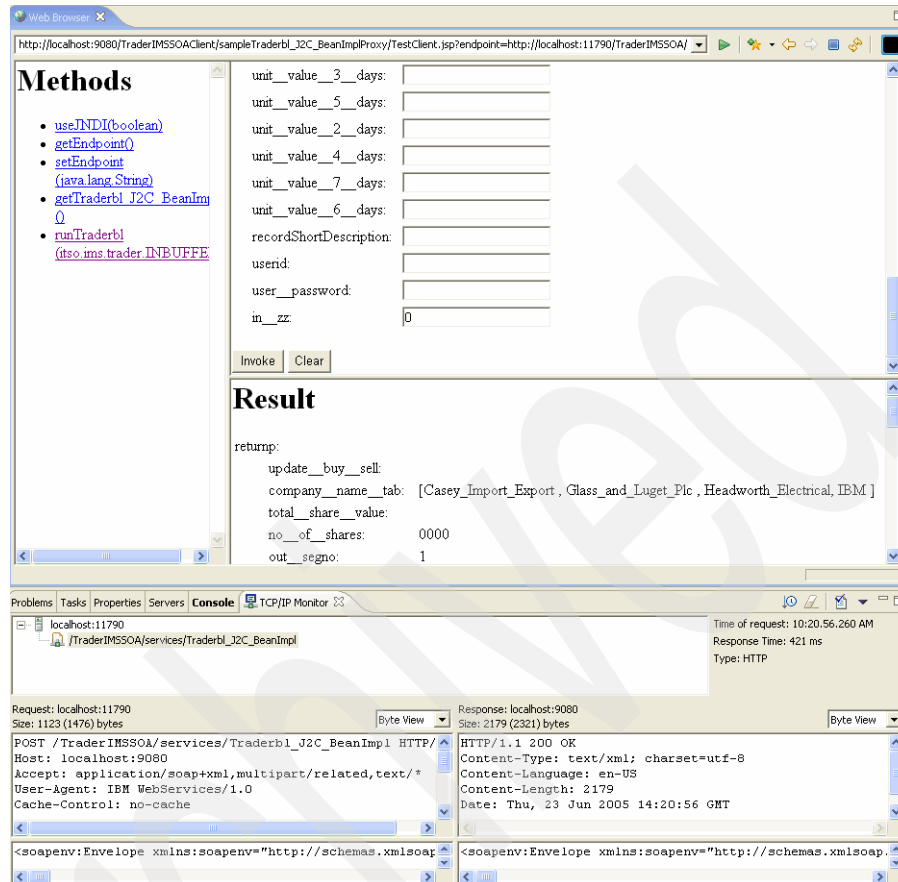 Web Browser
http://localhost:9080/TraderIMSSOAClient/sampleTraderbl_J2C_BeanImplProxy/TestClient.jsp?endpoint=http://localhost:11790/TraderIMSSOA/
Methods
useJNDI(boolean)
getEndpoint()
setEndpoint
(java.lang.String)
getTraderbl_J2C_BeanImp
()
runTraderbl
(itso.ims.trader.INBUFFE
unit__value__3__days:
unit__value__5__days:
unit__value__2__days:
unit__value__4__days:
unit__value__7__days:
unit__value__6__days:
recordShortDescription:
userid:
user__password:
in__zz: 0
Invoke Clear
Result
returnp:
update__buy__sell:
company__name__tab: [Casey_Import_Export , Glass_and_Luget_Plc , Headworth_Electrical, IBM ]
total__share__value:
no__of__shares: 0000
out__segno: 1
Problems Tasks Properties Servers Console TCP/IP Monitor
localhost:11790
/TraderIMSSOA/services/Traderbl_J2C_BeanImpl
Time of request: 10:20.56.260 AM
Response Time: 421 ms
Type: HTTP
Request: localhost:11790
Size: 1123 (1476) bytes
Byte View
Response: localhost:9080
Size: 2179 (2321) bytes
Byte View
POST /TraderIMSSOA/services/Traderbl_J2C_BeanImpl HTTP/
Host: localhost:9080
Accept: application/soap+xml,multipart/related,text/*
User-Agent: IBM WebServices/1.0
Cache-Control: no-cache
HTTP/1.1 200 OK
Content-Type: text/xml; charset=utf-8
Content-Language: en-US
Content-Length: 2179
Date: Thu, 23 Jun 2005 14:20:56 GMT
<soapenv:Envelope xmlns:soapenv="http://schemas.xmlsoap
<soapenv:Envelope xmlns:soapenv="http://schemas.xmlsoap.